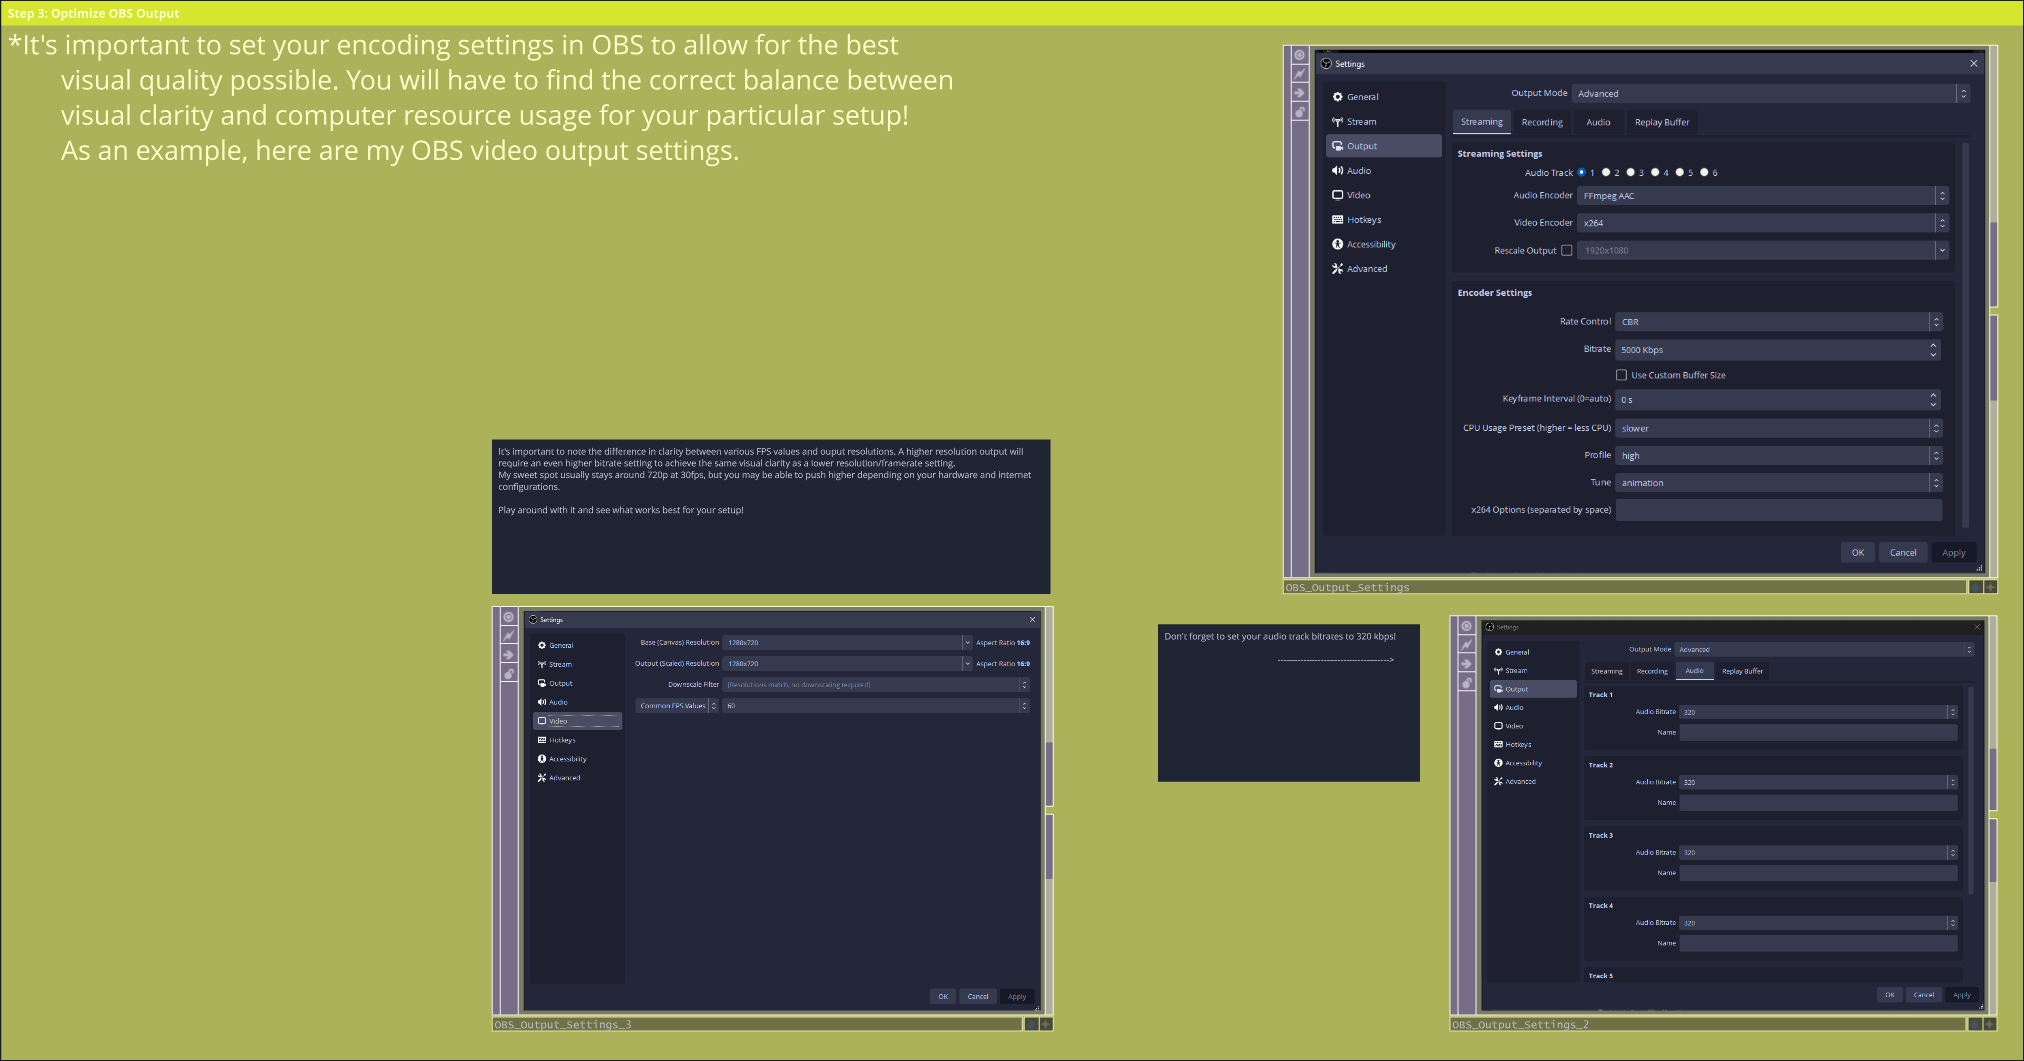 Step 3: Optimize OBS Output
*It's important to set your encoding settings in OBS to allow for the best
visual quality possible. You will have to find the correct balance between
visual clarity and computer resource usage for your particular setup!
As an example, here are my OBS video output settings.
Settings
General
Stream
Output
Audio
Video
Hotkeys
Accessibility
Advanced
Output Mode Advanced
Streaming Recording Audio Replay Buffer
Streaming Settings
Audio Track 1 2 3 4 5 6
Audio Encoder FFmpeg AAC
Video Encoder x264
Rescale Output 1920x1080
Encoder Settings
Rate Control CBR
Bitrate 5000 Kbps
Use Custom Buffer Size
Keyframe Interval (0=auto) 0 s
CPU Usage Preset (higher = less CPU) slower
Profile high
Tune animation
x264 Options (separated by space)
OK Cancel Apply
OBS_Output_Settings
It's important to note the difference in clarity between various FPS values and ouput resolutions. A higher resolution output will
require an even higher bitrate setting to achieve the same visual clarity as a lower resolution/framerate setting.
My sweet spot usually stays around 720p at 30fps, but you may be able to push higher depending on your hardware and internet
configurations.
Play around with it and see what works best for your setup!
Settings
General
Stream
Output
Audio
Video
Hotkeys
Accessibility
Advanced
Base (Canvas) Resolution 1280x720 Aspect Ratio 16:9
Output (Scaled) Resolution 1280x720 Aspect Ratio 16:9
Downscale Filter [Resolutions match, no downscaling required]
Common FPS Values 60
OK Cancel Apply
OBS_Output_Settings_3
Don't forget to set your audio track bitrates to 320 kbps!
------------------------------------>
Settings
General
Stream
Output
Audio
Video
Hotkeys
Accessibility
Advanced
Output Mode Advanced
Streaming Recording Audio Replay Buffer
Track 1
Audio Bitrate 320
Name
Track 2
Audio Bitrate 320
Name
Track 3
Audio Bitrate 320
Name
Track 4
Audio Bitrate 320
Name
Track 5
OK Cancel Apply
OBS_Output_Settings_2